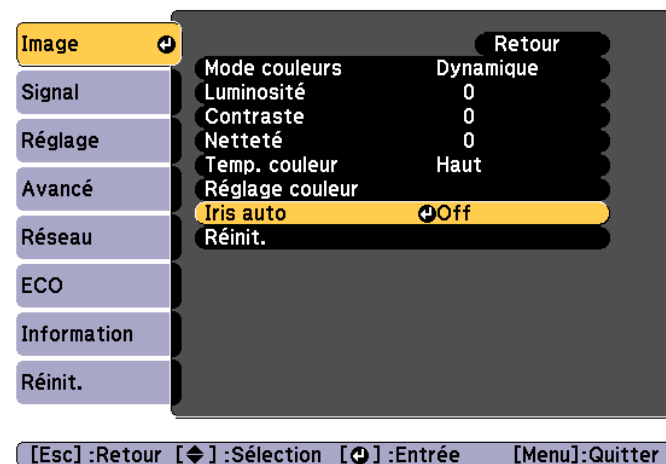 Image
Signal
Réglage
Avancé
Réseau
ECO
Information
Réinit.
Retour
Mode couleurs Dynamique
Luminosité 0
Contraste 0
Netteté 0
Temp. couleur Haut
Réglage couleur
Iris auto Off
Réinit.
[Esc] :Retour [◆] :Sélection [⏎] :Entrée [Menu]:Quitter